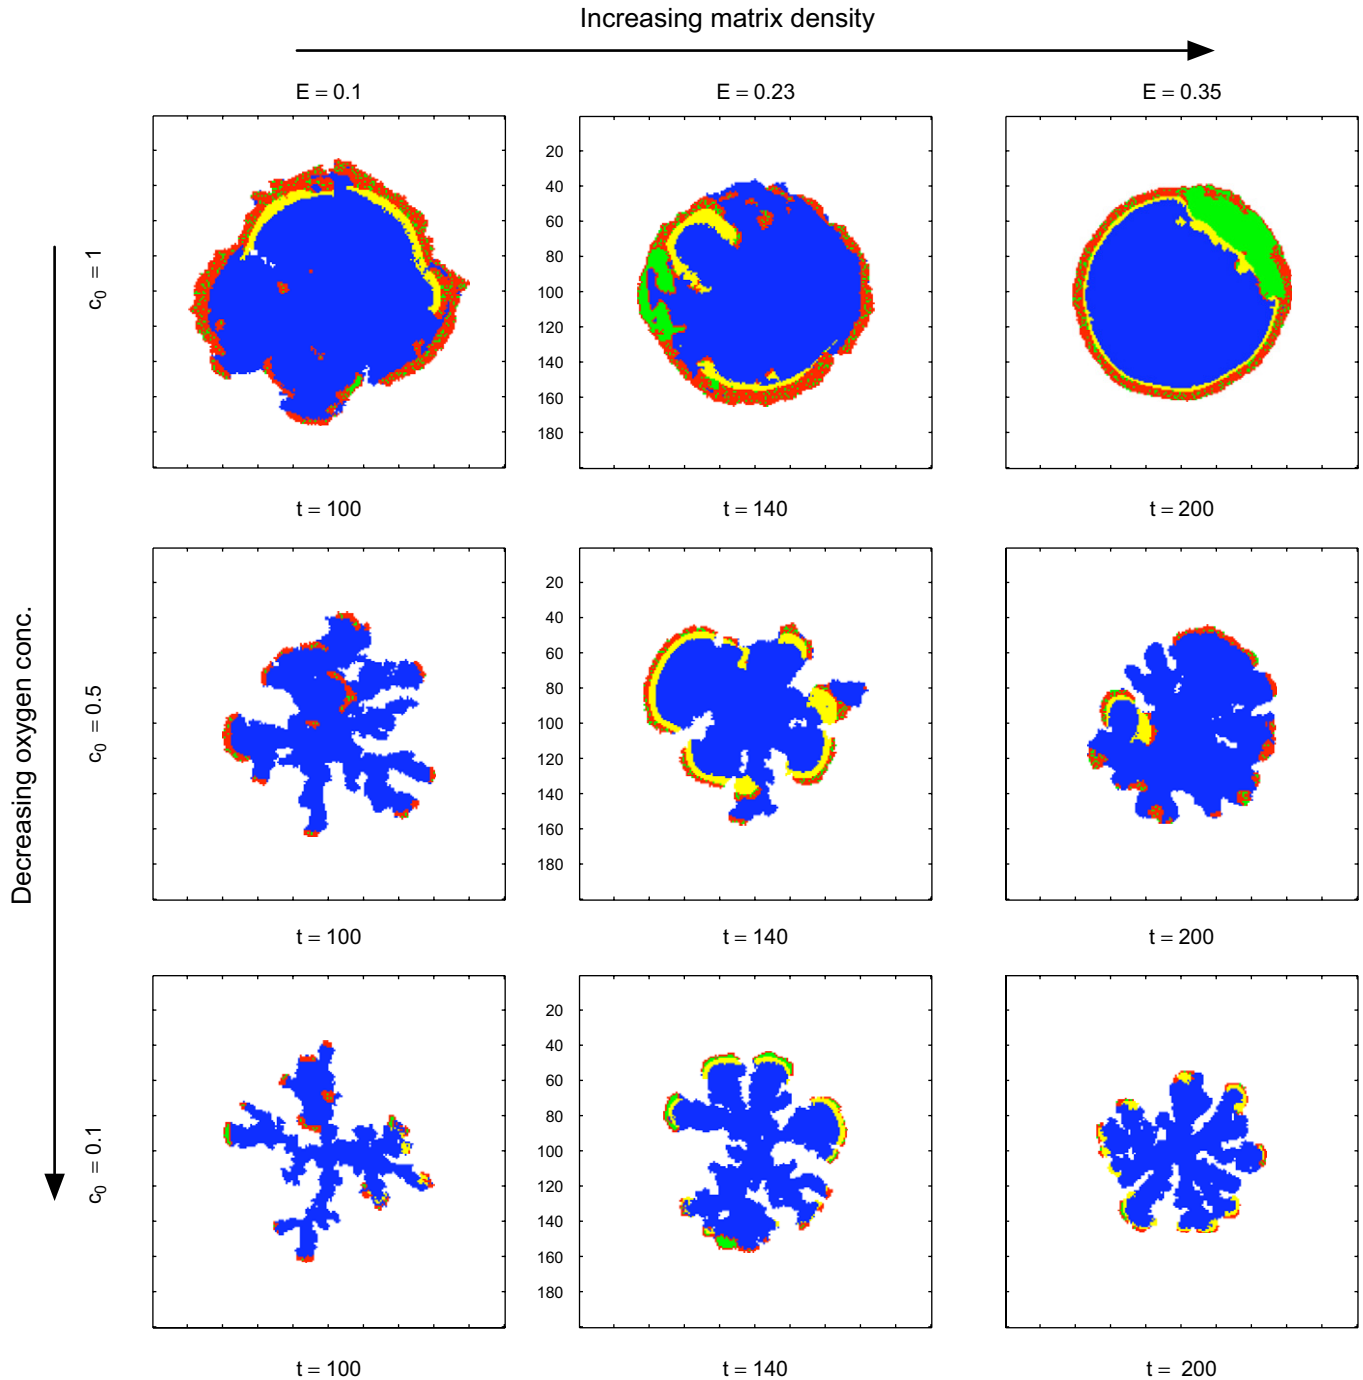 Increasing matrix density
E = 0.1
E = 0.23
E = 0.35
Decreasing oxygen conc.
c0 = 1
20
40
60
80
100
120
140
160
180
t = 100
t = 140
t = 200
c0 = 0.5
20
40
60
80
100
120
140
160
180
t = 100
t = 140
t = 200
c0 = 0.1
20
40
60
80
100
120
140
160
180
t = 100
t = 140
t = 200